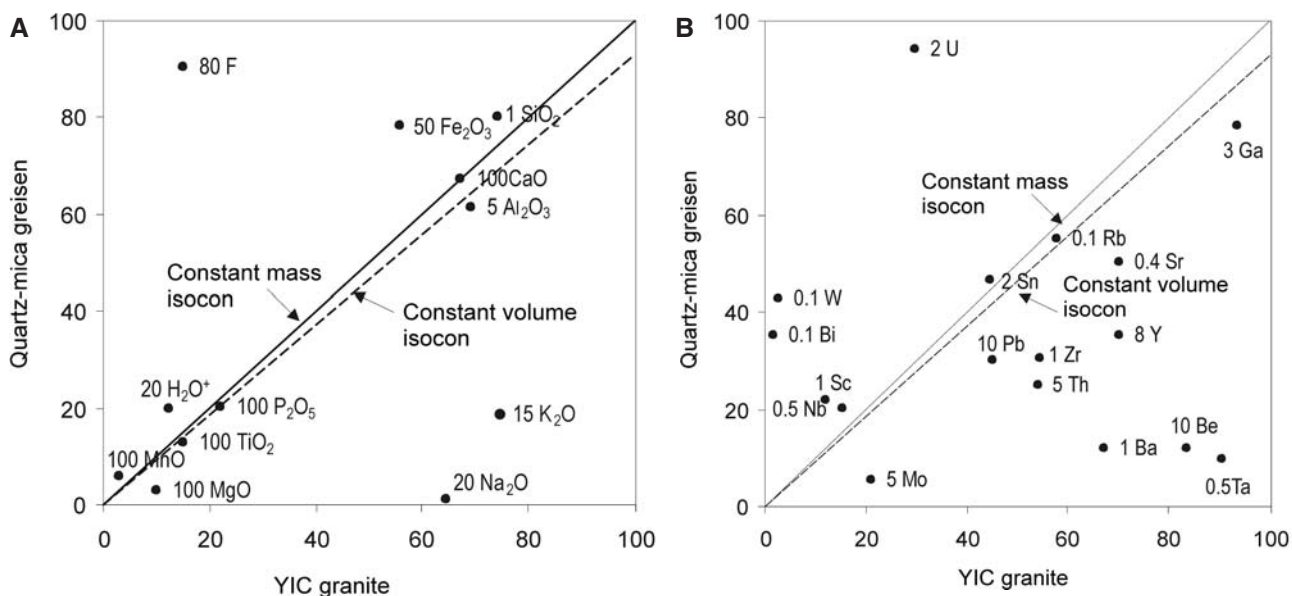 A
100
80
60
40
20
0
Quartz-mica greisen
80 F
50 Fe₂O₃
1 SiO₂
100CaO
5 Al₂O₃
Constant mass
isocon
Constant volume
isocon
20 H₂O⁺
100 P₂O₅
15 K₂O
100 TiO₂
100 MnO
100 MgO
20 Na₂O
0 20 40 60 80 100
YIC granite
B
100
80
60
40
20
0
Quartz-mica greisen
2 U
3 Ga
Constant mass
isocon
0.1 Rb
0.4 Sr
2 Sn
Constant volume
isocon
0.1 W
0.1 Bi
8 Y
10 Pb
1 Zr
5 Th
1 Sc
0.5 Nb
10 Be
1 Ba
0.5Ta
5 Mo
0 20 40 60 80 100
YIC granite